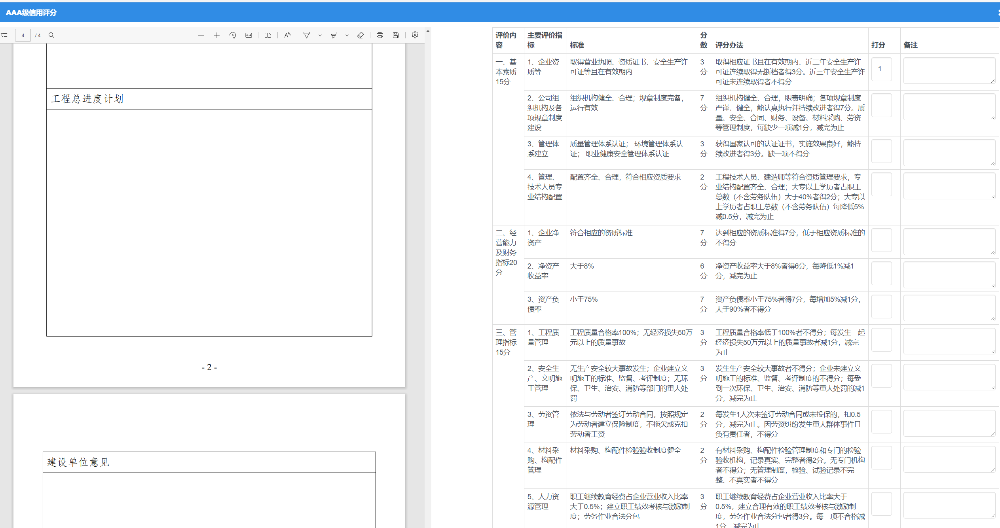 AAA级信用评分
4
/ 4
工程总进度计划
- 2 -
建设单位意见
评价内
容
主要评价指
标
标准
分
数
评分办法
打分
备注
一、基
本素质
15分
1、企业资
质等
取得营业执照、资质证书、安全生产许
可证等且在有效期内
3
分
取得相应证书且在有效期内、近三年安全生产许
可证连续取得无断档者得3分。近三年安全生产许
可证未连续取得者不得分
1
2、公司组
织机构及各
项规章制度
建设
组织机构健全、合理；规章制度完备，
运行有效
7
分
组织机构健全、合理，职责明确；各项规章制度
严谨、健全，能认真执行并持续改进者得7分。质
量、安全、合同、财务、设备、材料采购、劳资
等管理制度，每缺少一项减1分，减完为止
3、管理体
系建立
质量管理体系认证； 环境管理体系认
证； 职业健康安全管理体系认证
3
分
获得国家认可的认证证书，实施效果良好，能持
续改进者得3分。缺一项不得分
4、管理、
技术人员专
业结构配置
配置齐全、合理，符合相应资质要求
2
分
工程技术人员、建造师等符合资质管理要求，专
业结构配置齐全、合理；大专以上学历者占职工
总数（不含劳务队伍）大于40%者得2分；大专以
上学历者占职工总数（不含劳务队伍）每降低5%
减0.5分，减完为止
二、经
营能力
及财务
指标20
分
1、企业净
资产
符合相应的资质标准
7
分
达到相应的资质标准得7分，低于相应资质标准的
不得分
2、净资产
收益率
大于8%
6
分
净资产收益率大于8%者得6分，每降低1%减1
分，减完为止
3、资产负
债率
小于75%
7
分
资产负债率小于75%者得7分，每增加5%减1分，
大于90%者不得分
三、管
理指标
15分
1、工程质
量管理
工程质量合格率100%；无经济损失50万
元以上的质量事故
3
分
工程质量合格率低于100%者不得分；每发生一起
经济损失50万元以上的质量事故者减1分，减完
为止
2、安全生
产、文明施
工管理
无生产安全较大事故发生；企业建立文
明施工的标准、监督、考评制度；无环
保、卫生、治安、消防等部门的重大处
罚
3
分
发生生产安全较大事故者不得分；企业未建立文
明施工的标准、监督、考评制度的不得分；每受
到一次环保、卫生、治安、消防等重大处罚的减1
分，减完为止
3、劳资管
理
依法与劳动者签订劳动合同，按照规定
为劳动者建立保险制度，不拖欠或克扣
劳动者工资
2
分
每发生1人次未签订劳动合同或未投保的，扣0.5
分，减完为止。因劳资纠纷发生重大群体事件且
负有责任者，不得分
4、材料采
购、构配件
管理
材料采购、构配件检验验收制度健全
2
分
有材料采购、构配件检验管理制度和专门的检验
验收机构，记录真实、完整者得2分。无专门机构
者不得分；无管理制度，检验、试验记录不完
整、不真实者不得分
5、人力资
源管理
职工继续教育经费占企业营业收入比率
大于0.5%；建立职工绩效考核与激励制
度；劳务作业合法分包
3
分
职工继续教育经费占企业营业收入比率大于
0.5%，建立合理有效的职工绩效考核与激励制
度，劳务作业合法分包者得3分。每一项不合格减
1分，减完为止